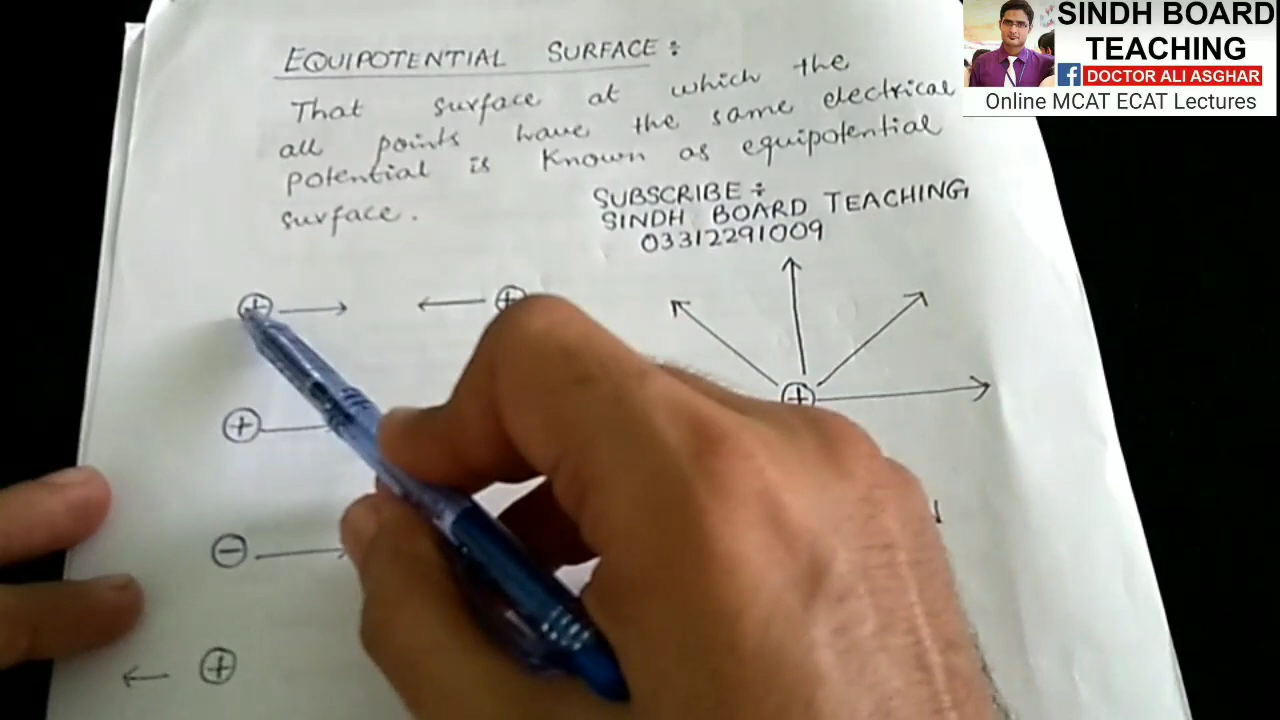 SINDH BOARD
TEACHING
f DOCTOR ALI ASGHAR
Online MCAT ECAT Lectures
EQUIPOTENTIAL SURFACE :
That surface at which the
all points have the same electrical
potential is known as equipotential
surface.
SUBSCRIBE :
SINDH BOARD TEACHING
03312291009
+ +
+
+
-
+